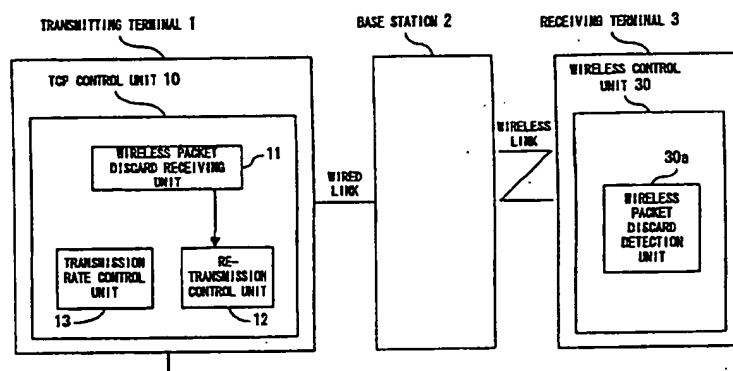 TRANSMITTING TERMINAL 1
BASE STATION 2
RECEIVING TERMINAL 3
TCP CONTROL UNIT 10
WIRELESS CONTROL
UNIT 30
WIRELESS PACKET
DISCARD RECEIVING
UNIT
11
WIRED
LINK
WIRELESS
LINK
30a
WIRELESS
PACKET
DISCARD
DETECTION
UNIT
TRANSMISSION
RATE CONTROL
UNIT
13
RE-
TRANSMISSION
CONTROL UNIT
12